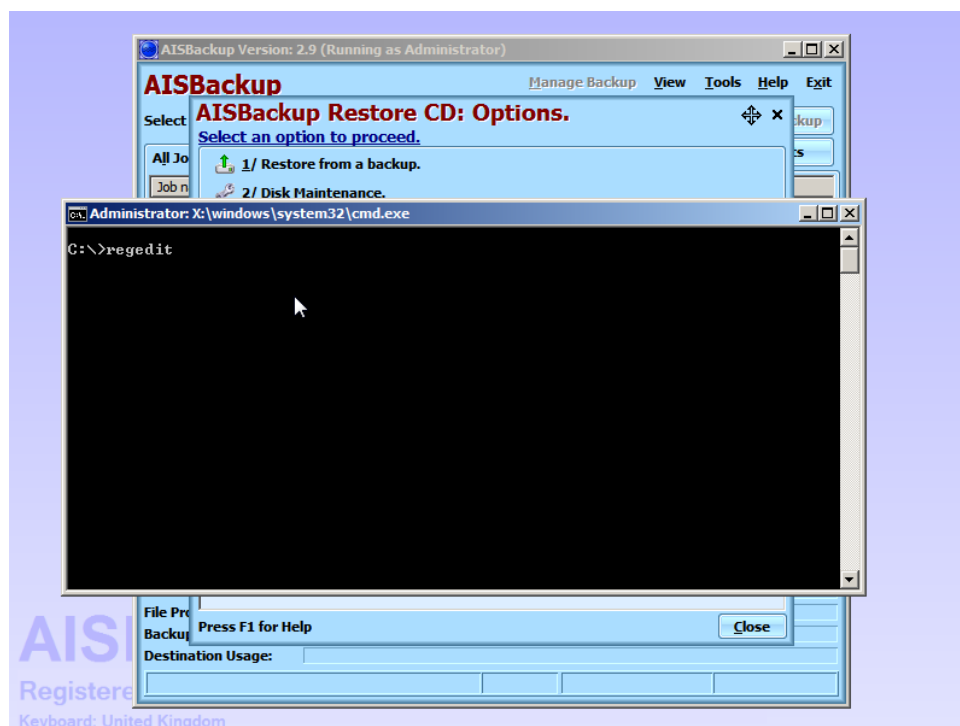 AISBackup Version: 2.9 (Running as Administrator)
AISBackup
Manage Backup View Tools Help Exit
Select
AISBackup Restore CD: Options.
Select an option to proceed.
All Jo
1/ Restore from a backup.
Job n
2/ Disk Maintenance.
Administrator: X:\windows\system32\cmd.exe
C:\>regedit
File Pro
Press F1 for Help
Close
Backup
Destination Usage:
AISB
Registere
Keyboard: United Kingdom